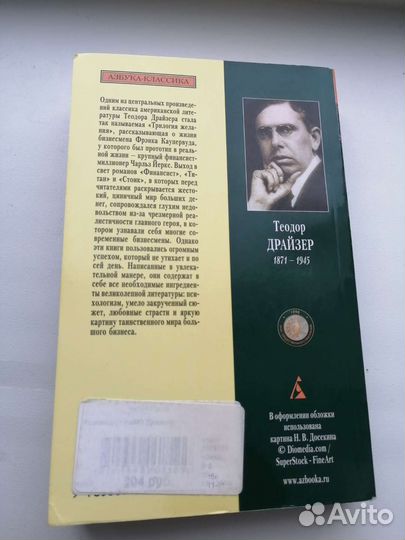 АЗБУКА-КЛАССИКА
Одним из центральных произведе-
ний классика американской лите-
ратуры Теодора Драйзера стала
так называемая «Трилогия жела-
ния», рассказывающая о жизни
бизнесмена Фрэнка Каупервуда,
у которого был прототип в реаль-
ной жизни – крупный финансист-
миллионер Чарльз Йеркс. Выход в
свет романов «Финансист», «Ти-
тан» и «Стоик», в которых перед
читателями раскрывается жесто-
кий, циничный мир больших де-
нег, сопровождался глухим недо-
вольством из-за чрезмерной реа-
листичности главного героя, в ко-
тором узнавали себя многие со-
временные бизнесмены. Однако
эти книги пользовались огромным
успехом, который не утихает и по
сей день. Написанные в увлека-
тельной манере, они содержат в
себе все необходимые ингредиен-
ты великолепной литературы: пси-
хологизм, умело закрученный сю-
жет, любовные страсти и яркую
картину таинственного мира боль-
шого бизнеса.
Теодор
ДРАЙЗЕР
1871 – 1945
В оформлении обложки
использована
картина Н. В. Досекина
© Diomedia.com /
SuperStock - FineArt
www.azbooka.ru
204
Avito